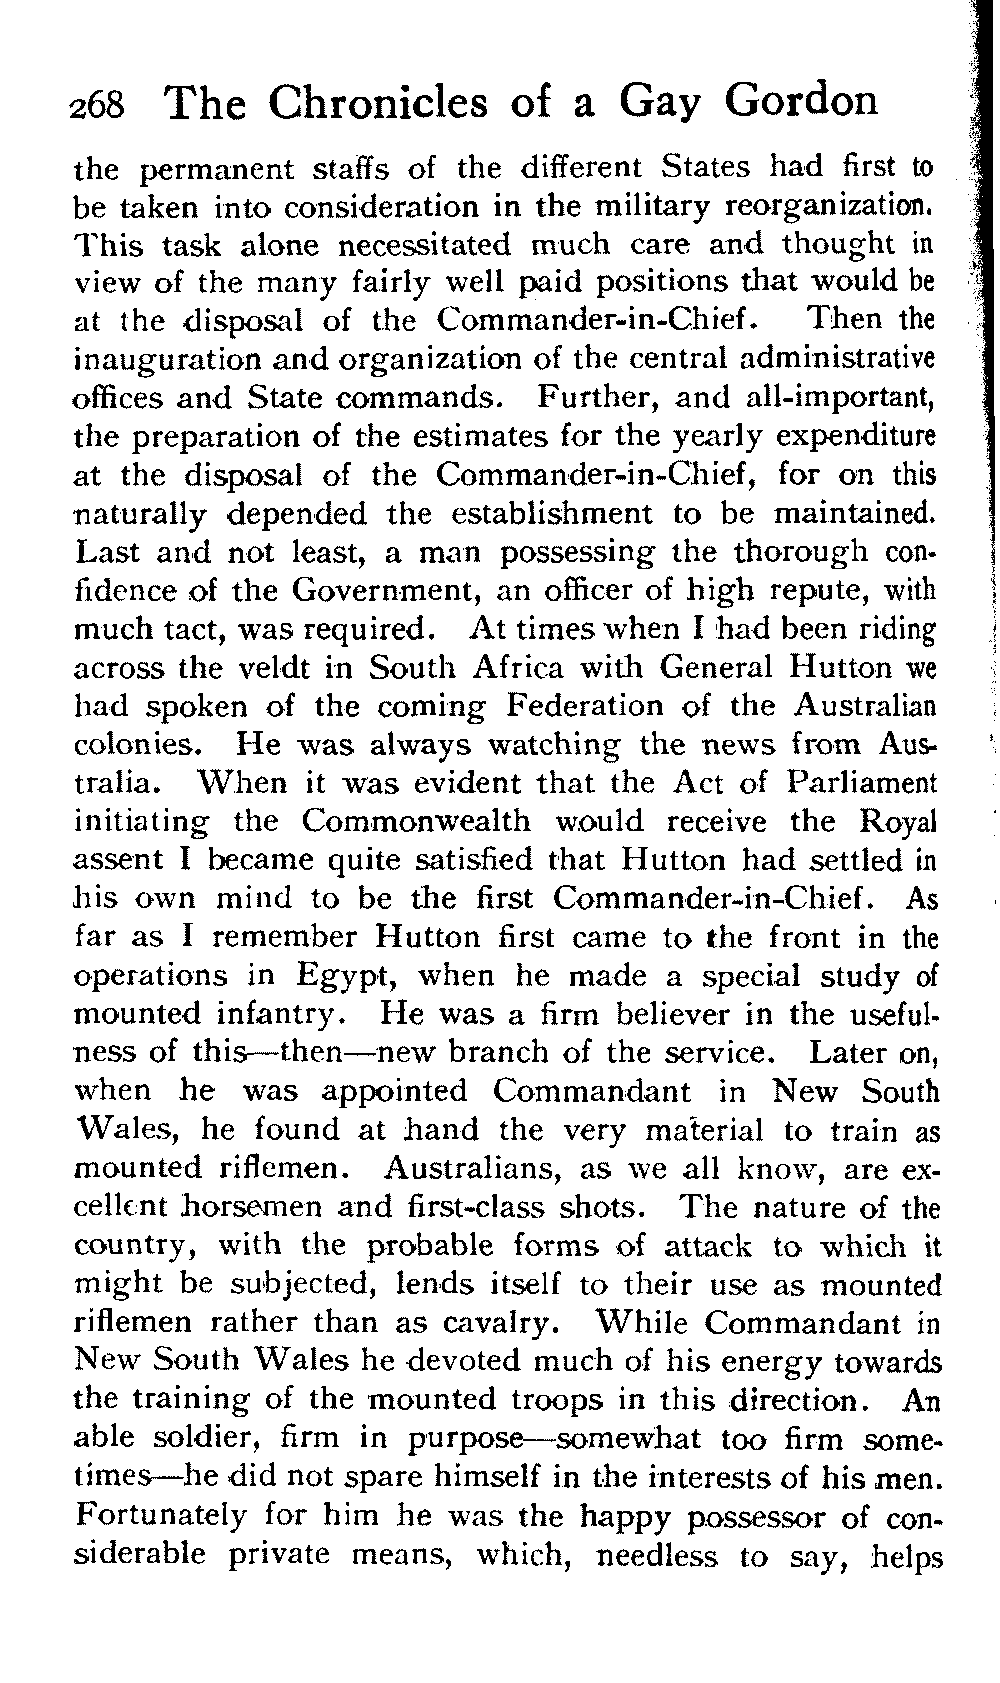 268 The Chronicles of a Gay Gordon
the permanent staffs of the different States had first to
be taken into consideration in the military reorganization.
This task alone necessitated much care and thought in
view of the many fairly well paid positions that would be
at the disposal of the Commander-in-Chief. Then the
inauguration and organization of the central administrative
offices and State commands. Further, and all-important,
the preparation of the estimates for the yearly expenditure
at the disposal of the Commander-in-Chief, for on this
naturally depended the establishment to be maintained.
Last and not least, a man possessing the thorough con-
fidence of the Government, an officer of high repute, with
much tact, was required. At times when I had been riding
across the veldt in South Africa with General Hutton we
had spoken of the coming Federation of the Australian
colonies. He was always watching the news from Aus-
tralia. When it was evident that the Act of Parliament
initiating the Commonwealth would receive the Royal
assent I became quite satisfied that Hutton had settled in
his own mind to be the first Commander-in-Chief. As
far as I remember Hutton first came to the front in the
operations in Egypt, when he made a special study of
mounted infantry. He was a firm believer in the useful-
ness of this—then—new branch of the service. Later on,
when he was appointed Commandant in New South
Wales, he found at hand the very material to train as
mounted riflemen. Australians, as we all know, are ex-
cellent horsemen and first-class shots. The nature of the
country, with the probable forms of attack to which it
might be subjected, lends itself to their use as mounted
riflemen rather than as cavalry. While Commandant in
New South Wales he devoted much of his energy towards
the training of the mounted troops in this direction. An
able soldier, firm in purpose—somewhat too firm some-
times—he did not spare himself in the interests of his men.
Fortunately for him he was the happy possessor of con-
siderable private means, which, needless to say, helps